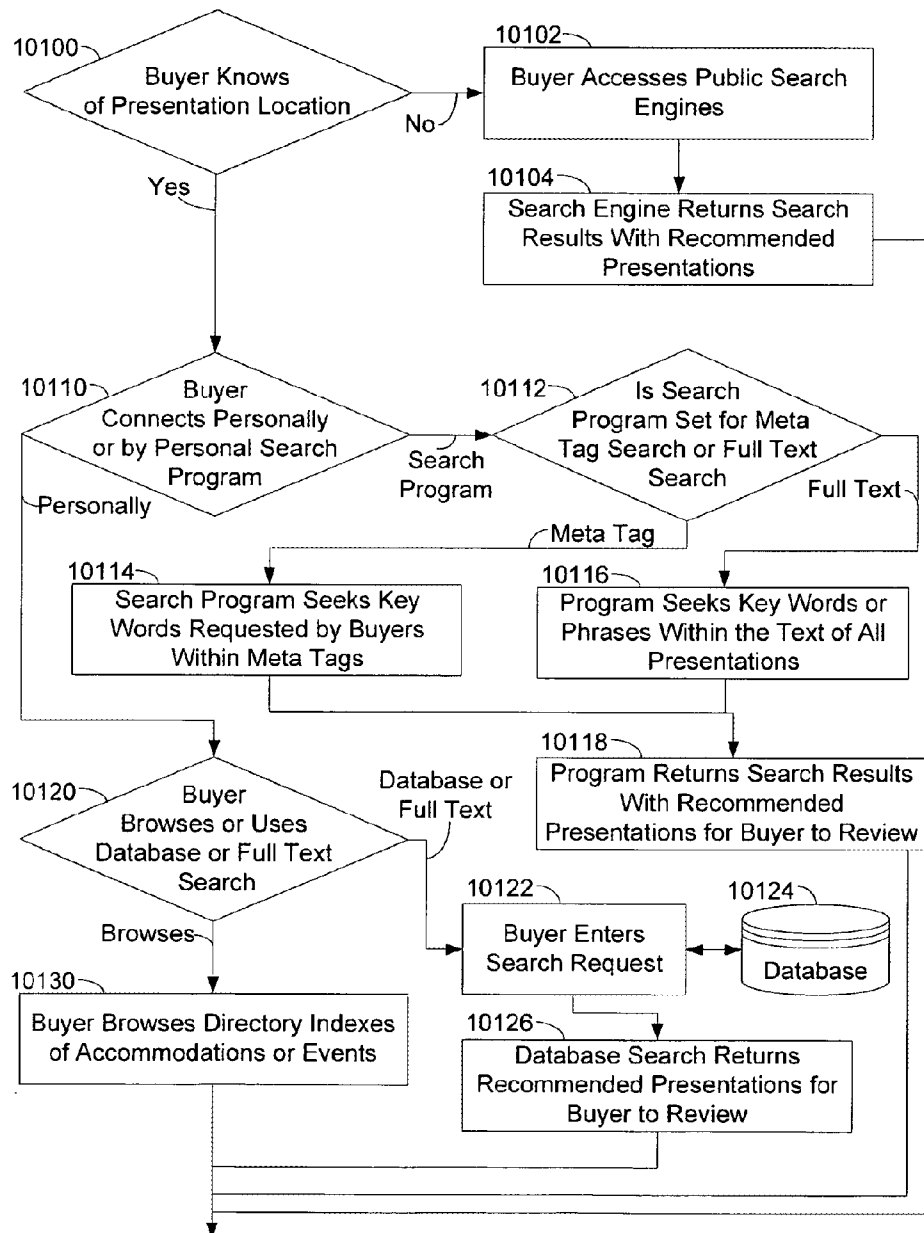 10100
Buyer Knows
of Presentation Location
No
Yes
10102
Buyer Accesses Public Search
Engines
10104
Search Engine Returns Search
Results With Recommended
Presentations
10110
Buyer
Connects Personally
or by Personal Search
Program
Search
Program
Personally
10112
Is Search
Program Set for Meta
Tag Search or Full Text
Search
Full Text
Meta Tag
10114
Search Program Seeks Key
Words Requested by Buyers
Within Meta Tags
10116
Program Seeks Key Words or
Phrases Within the Text of All
Presentations
10118
Program Returns Search Results
With Recommended
Presentations for Buyer to Review
10120
Buyer
Browses or Uses
Database or Full Text
Search
Database or
Full Text
Browses
10122
Buyer Enters
Search Request
10124
Database
10130
Buyer Browses Directory Indexes
of Accommodations or Events
10126
Database Search Returns
Recommended Presentations for
Buyer to Review